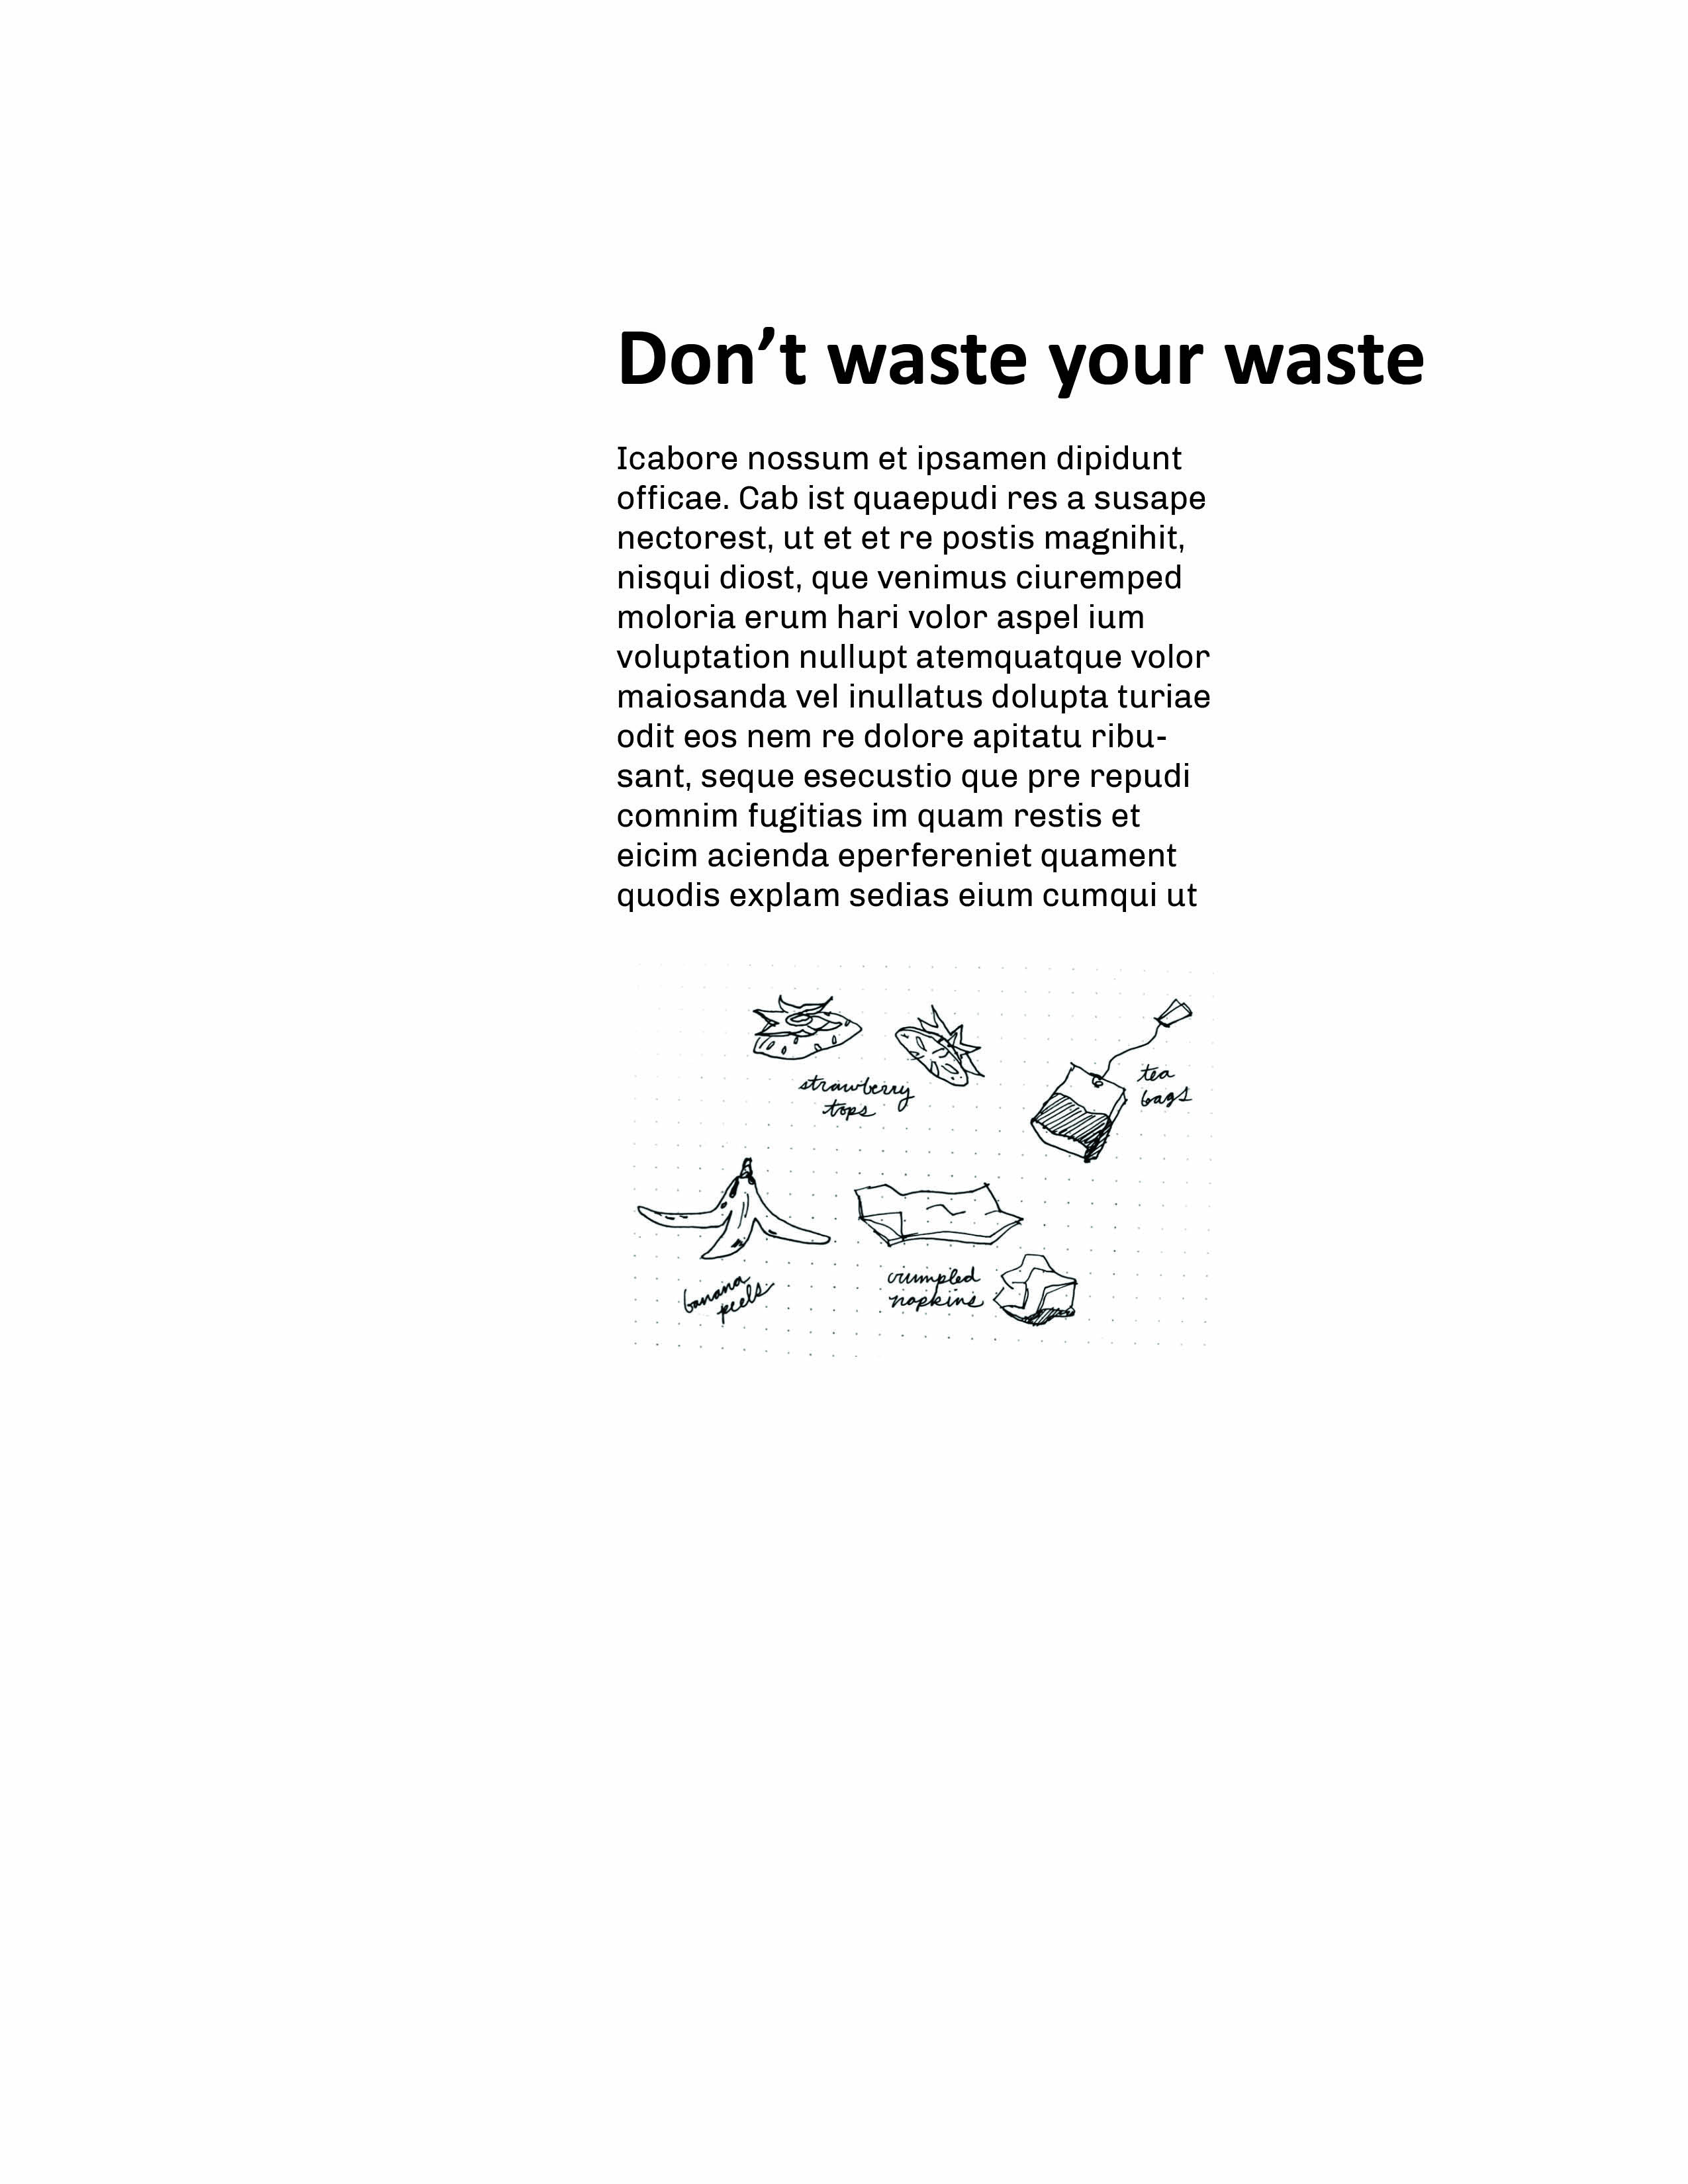 Don’t waste your waste
Icabore nossum et ipsamen dipidunt
officae. Cab ist quaepudi res a susape
nectorest, ut et et re postis magnihit,
nisqui diost, que venimus ciuremped
moloria erum hari volor aspel ium
voluptation nullupt atemquatque volor
maiosanda vel inullatus dolupta turiae
odit eos nem re dolore apitatu ribu-
sant, seque esecustio que pre repudi
comnim fugitias im quam restis et
eicim acienda eperfereniet quament
quodis explam sedias eium cumqui ut
strawberry
tops
tea
bags
banana
peels
crumpled
napkins